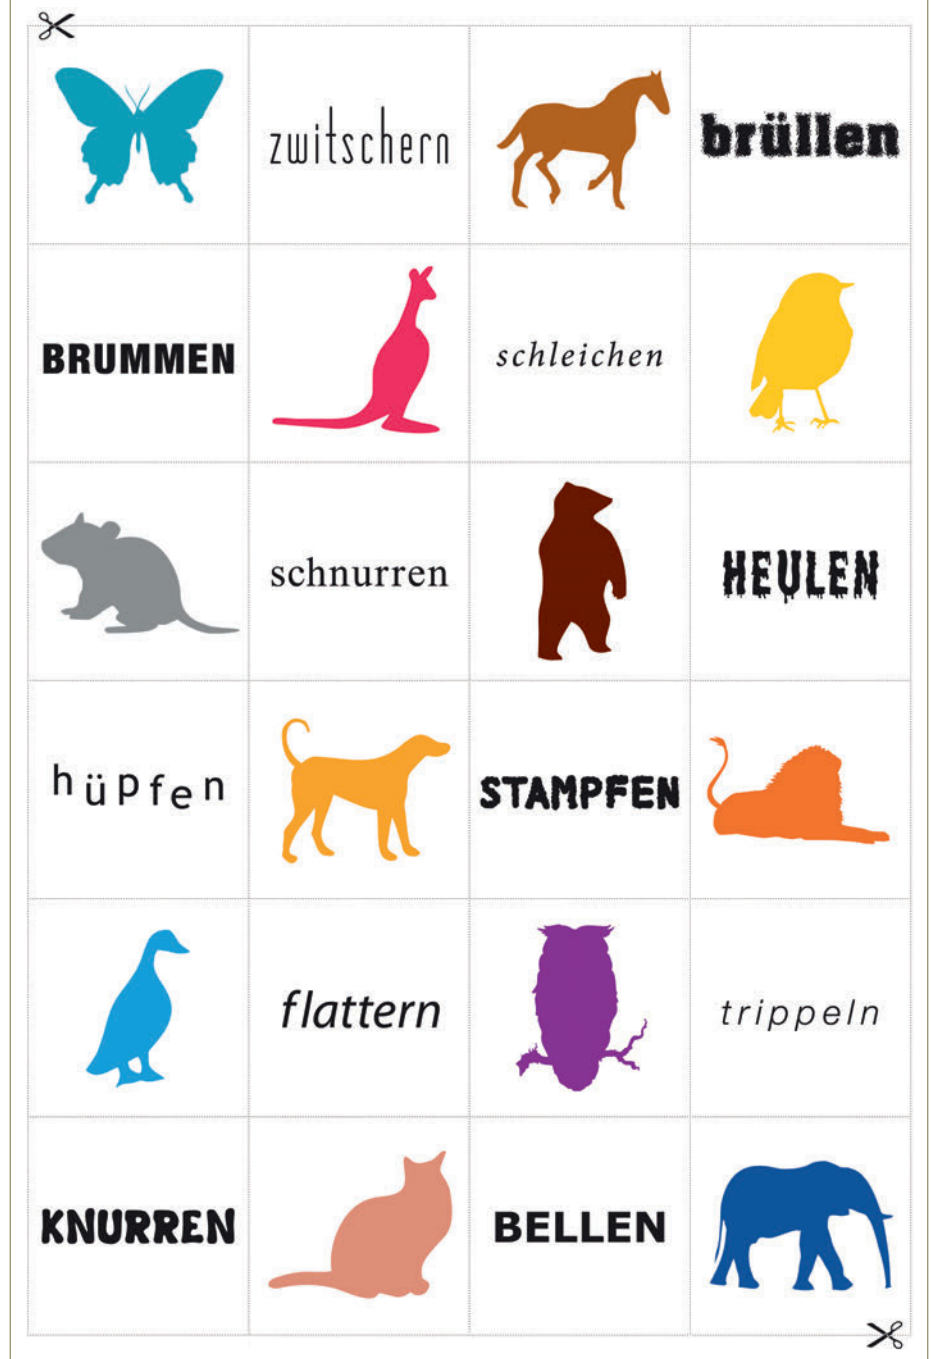 zwitschern
brüllen
BRUMMEN
schleichen
schnurren
HEULEN
hüpfen
STAMPFEN
flattern
trippeln
KNURREN
BELLEN